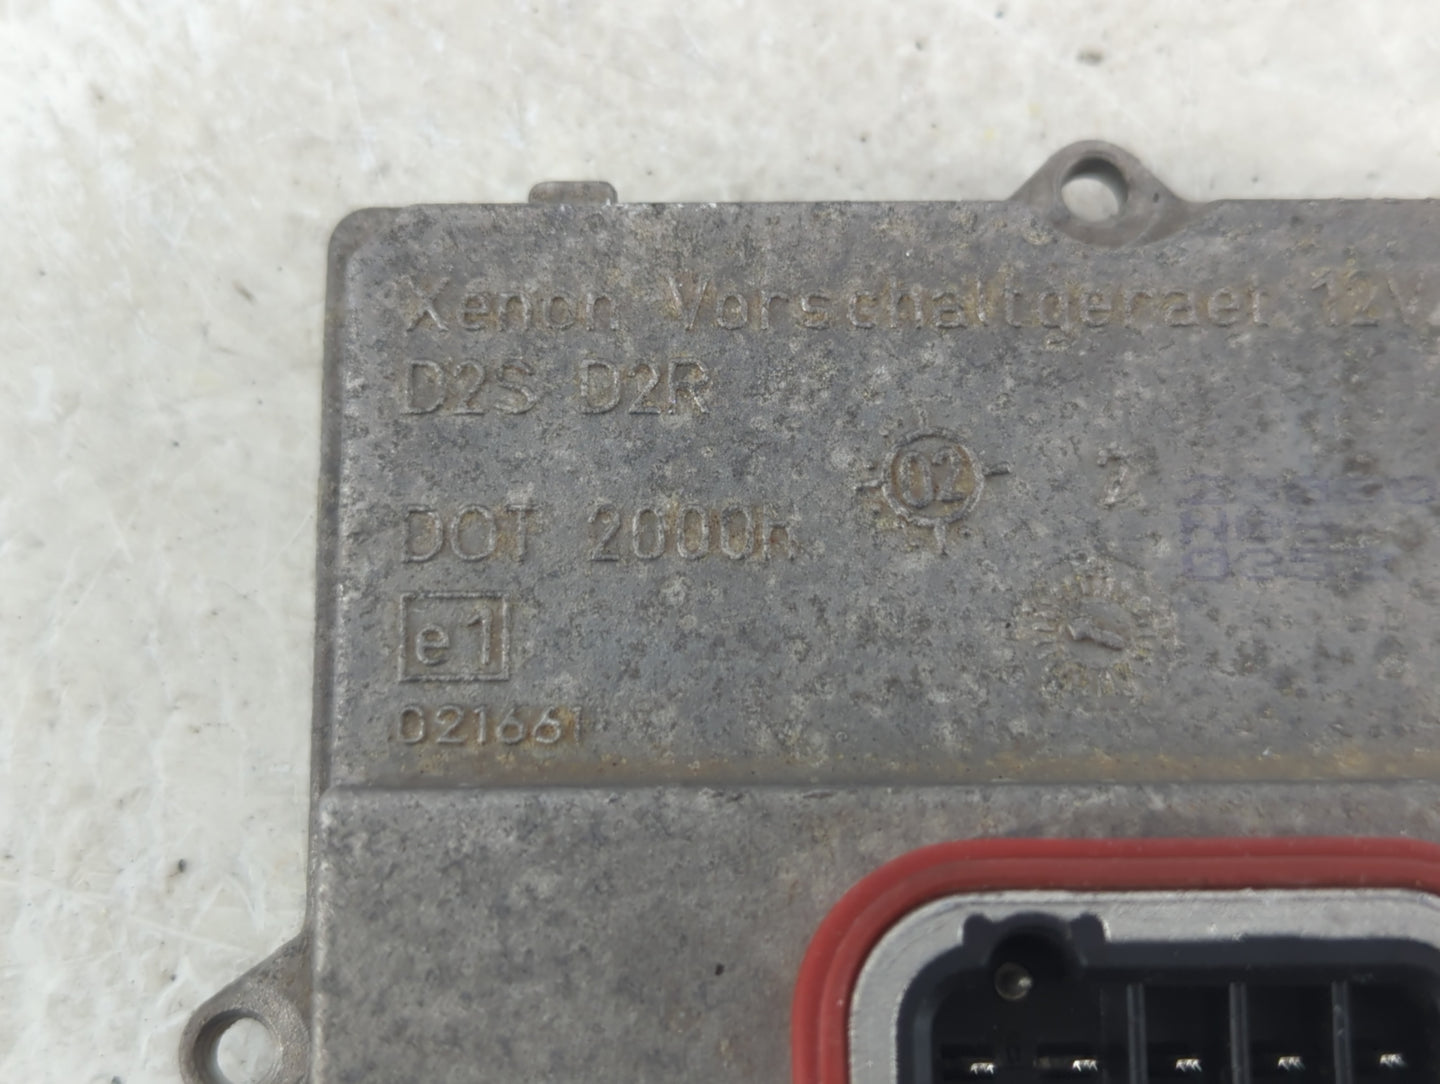 Xenon Vorschaltgeraet 12V
D2S D2R
02
Z
DOT 2000h
e1
021661